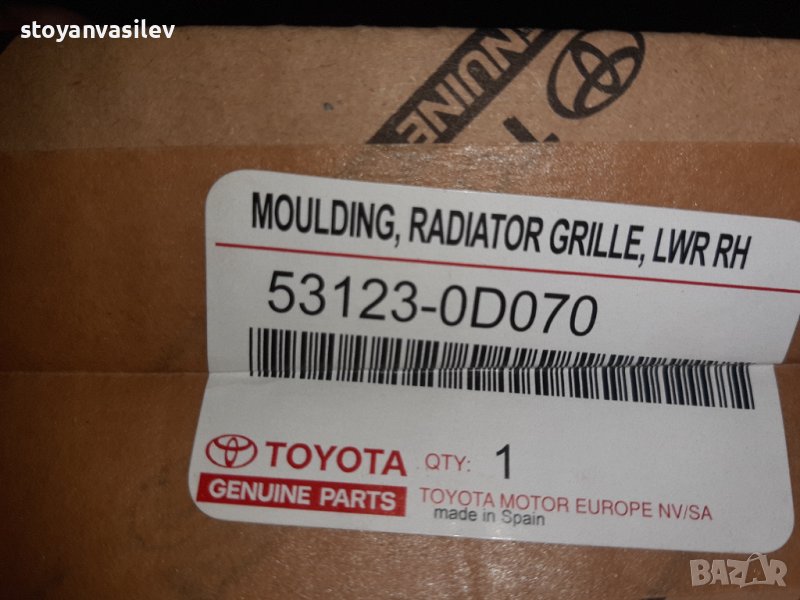 stoyanvasilev
GENUINE T
MOULDING, RADIATOR GRILLE, LWR RH
53123-0D070
TOYOTA QTY: 1
GENUINE PARTS TOYOTA MOTOR EUROPE NV/SA
made in Spain
BAZAR